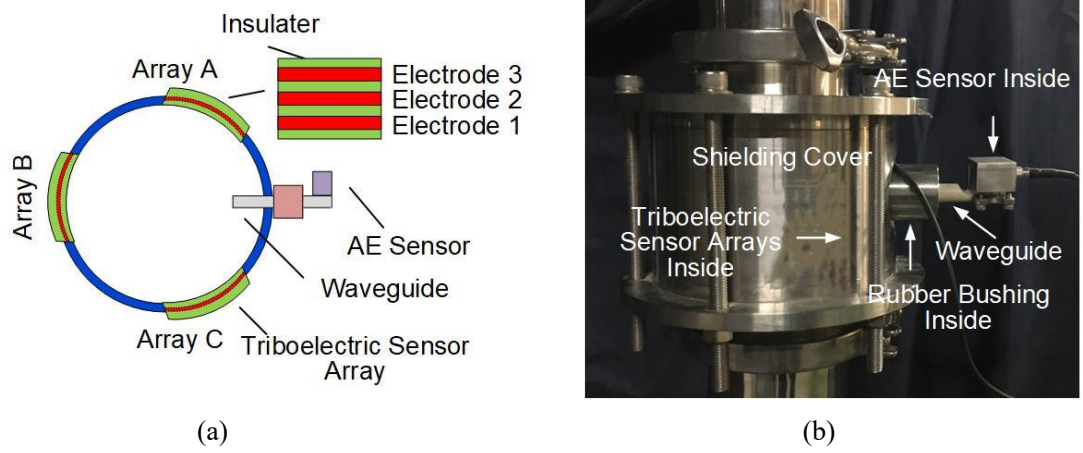 Insulater
Array A
Electrode 3
Electrode 2
Electrode 1
Array B
AE Sensor
Waveguide
Array C
Triboelectric Sensor
Array
(a)
AE Sensor Inside
Shielding Cover
Triboelectric
Sensor Arrays
Inside
Waveguide
Rubber Bushing
Inside
(b)